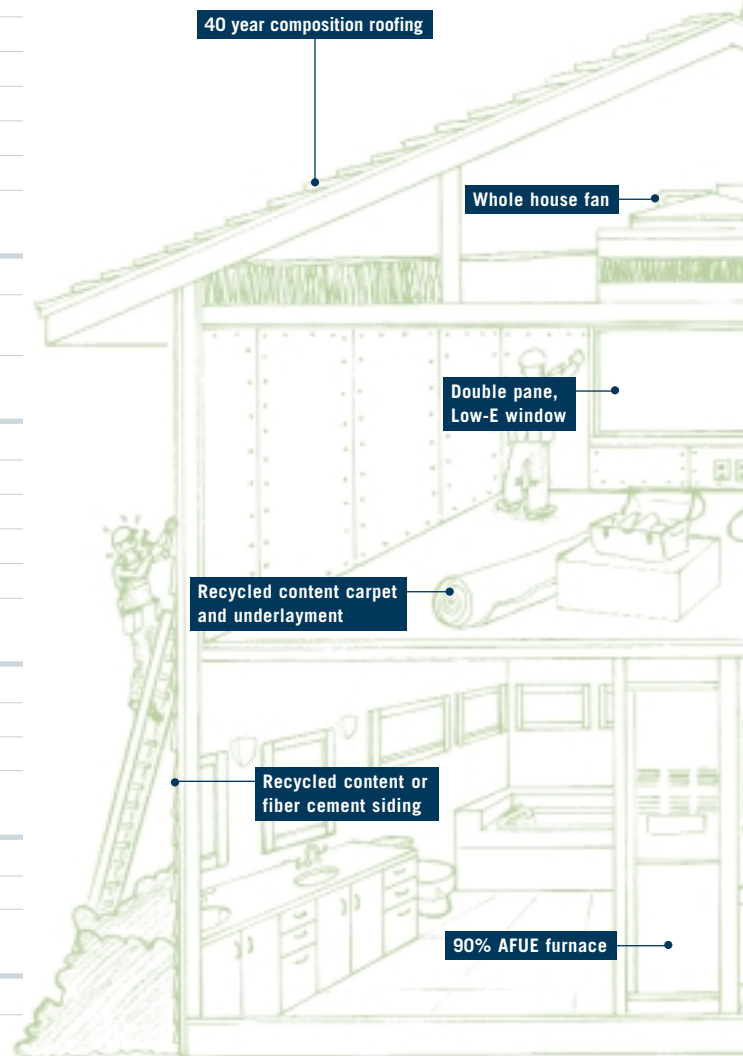 40 year composition roofing
Whole house fan
Double pane,
Low-E window
Recycled content carpet
and underlayment
Recycled content or
fiber cement siding
90% AFUE furnace